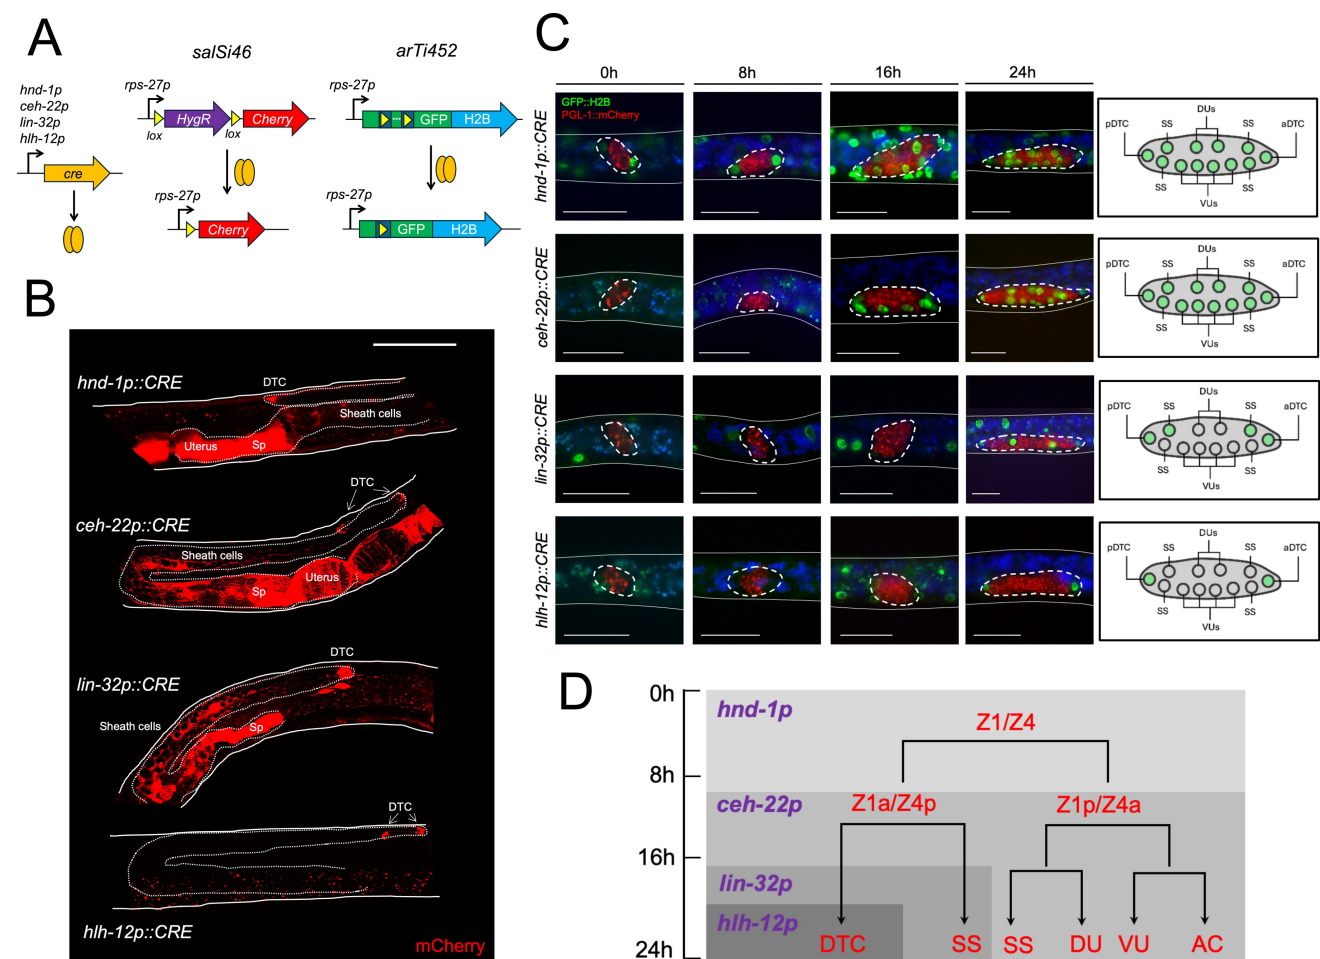 A
salSi46
arTi452
hnd-1p
ceh-22p
lin-32p
hlh-12p
cre
rps-27p
HygR
Cherry
lox
lox
rps-27p
Cherry
rps-27p
GFP
H2B
rps-27p
GFP
H2B
B
hnd-1p::CRE
DTC
Sheath cells
Uterus
Sp
ceh-22p::CRE
DTC
Sheath cells
Uterus
Sp
lin-32p::CRE
DTC
Sheath cells
Sp
DTC
hlh-12p::CRE
mCherry
C
0h
8h
16h
24h
hnd-1p::CRE
GFP::H2B
PGL-1::mCherry
DUs
pDTC
SS
SS
aDTC
SS
SS
VUs
ceh-22p::CRE
DUs
pDTC
SS
SS
aDTC
SS
SS
VUs
lin-32p::CRE
DUs
pDTC
SS
SS
aDTC
SS
SS
VUs
hlh-12p::CRE
DUs
pDTC
SS
SS
aDTC
SS
SS
VUs
D
0h
hnd-1p
Z1/Z4
8h
ceh-22p
Z1a/Z4p
Z1p/Z4a
16h
lin-32p
hlh-12p
24h
DTC
SS
SS
DU
VU
AC